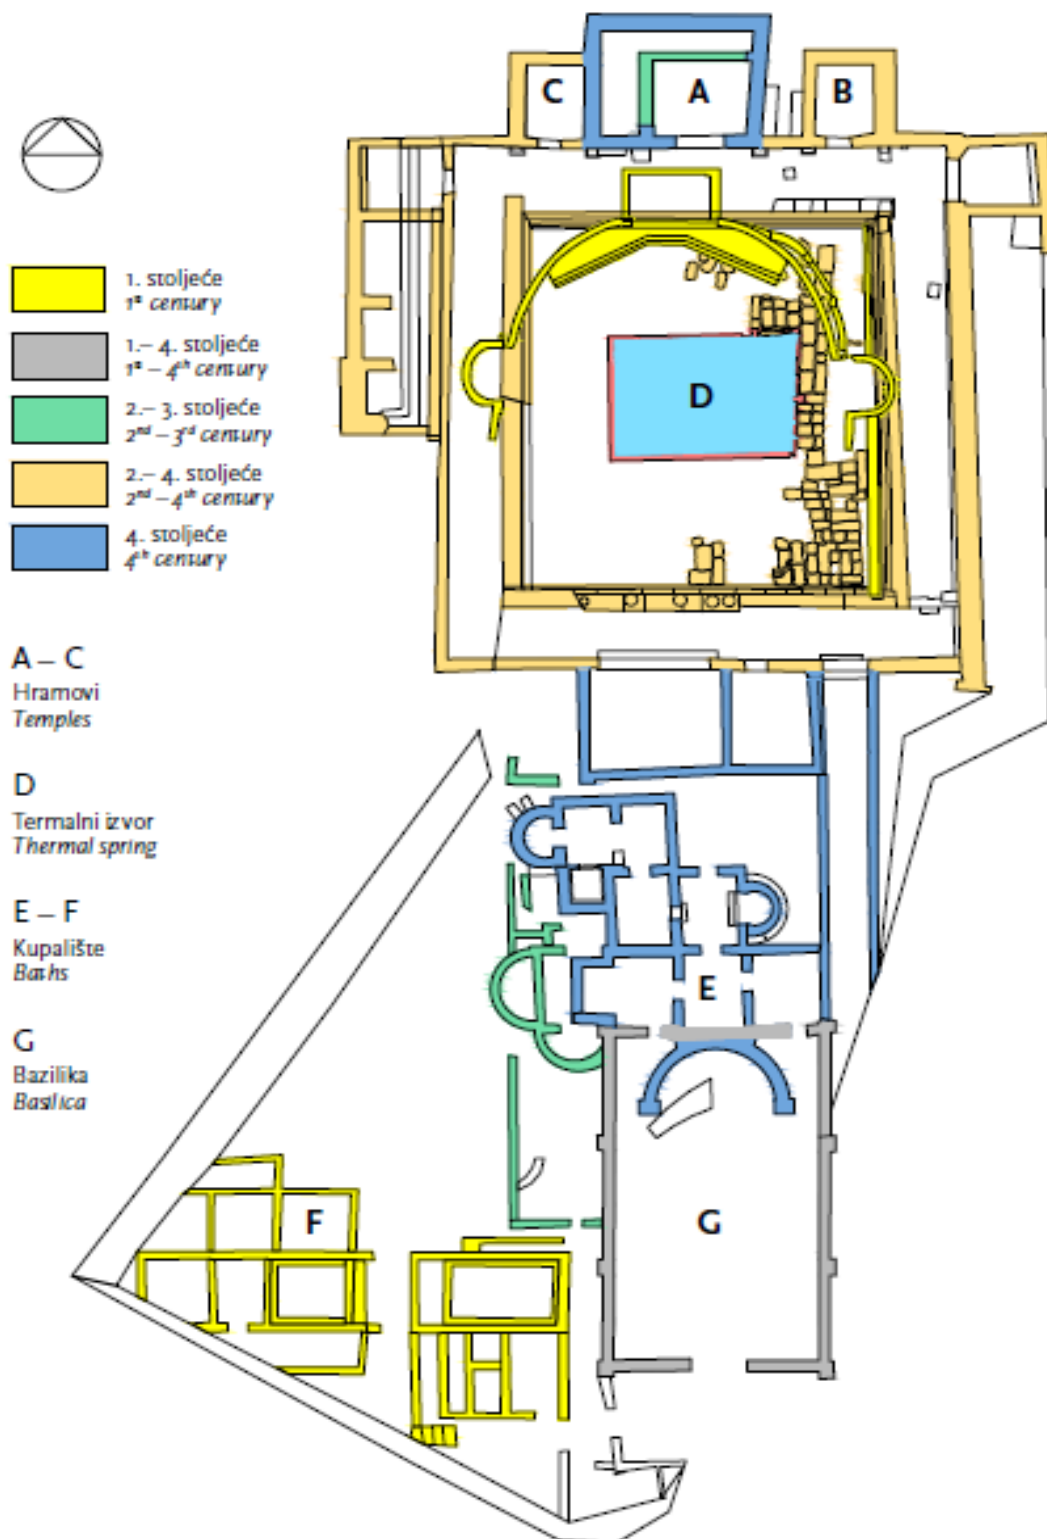 C
A
B
D
1. stoljeće
1st century
1.– 4. stoljeće
1st – 4th century
2.– 3. stoljeće
2nd – 3rd century
2.– 4. stoljeće
2nd – 4th century
4. stoljeće
4th century
A – C
Hramovi
Temples
D
Termalni izvor
Thermal spring
E – F
Kupalište
Baths
G
Bazilika
Basilica
E
F
G